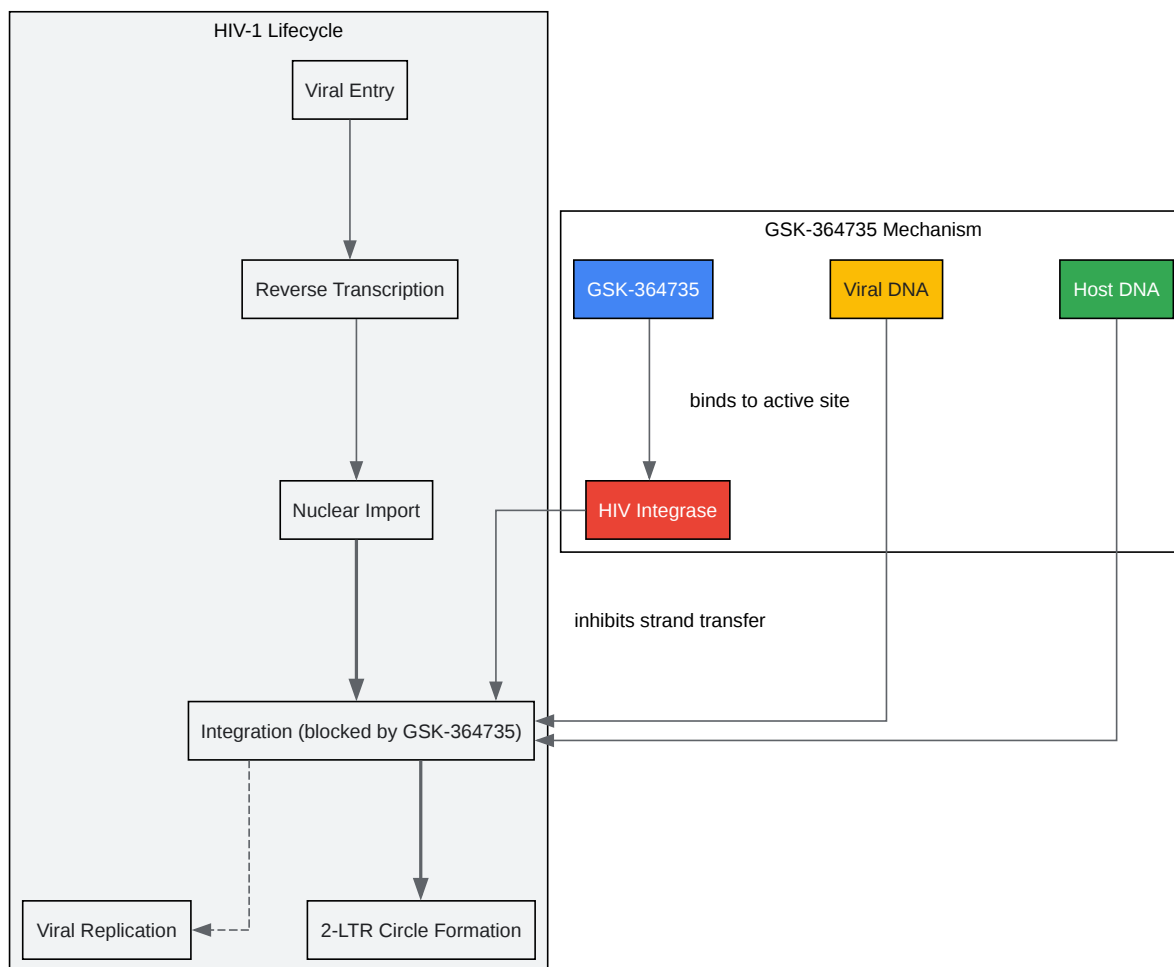 HIV-1 Lifecycle
Viral Entry
Reverse Transcription
Nuclear Import
Integration (blocked by GSK-364735)
Viral Replication
2-LTR Circle Formation
GSK-364735 Mechanism
GSK-364735
Viral DNA
Host DNA
binds to active site
HIV Integrase
inhibits strand transfer